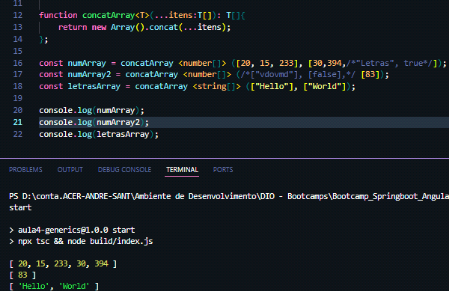 11
12 function concatArray<T>(...itens:T[]): T[]{
13 return new Array().concat(...itens);
14 );
15
16 const numArray = concatArray <number[]> ([20, 15, 233], [30,394,/*"Letras", true*/]);
17 const numArray2 = concatArray <number[]> (/*["vdovmd"], [false],*/ [83]);
18 const letrasArray = concatArray <string[]> (["Hello"], ["World"]);
19
20 console.log(numArray);
21 console.log(numArray2);
22 console.log(letrasArray);
PROBLEMS OUTPUT DEBUG CONSOLE TERMINAL PORTS
PS D:\conta.ACER-ANDRE-SANT\Ambiente de Desenvolvimento\DIO - Bootcamps\Bootcamp_Springboot_Angula
start
> aula4-generics@1.0.0 start
> npx tsc && node build/index.js
[ 20, 15, 233, 30, 394 ]
[ 83 ]
[ 'Hello', 'World' ]